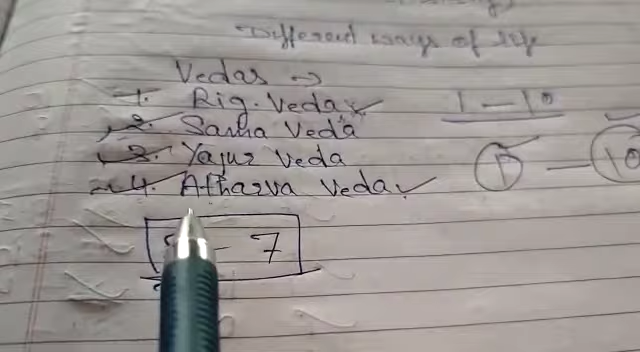 Different ways of life
Vedas →
1. Rig. Veda
2. Sama Veda
3. Yajur Veda
4. Atharva Veda
1 - 10
1 - 10
- 7